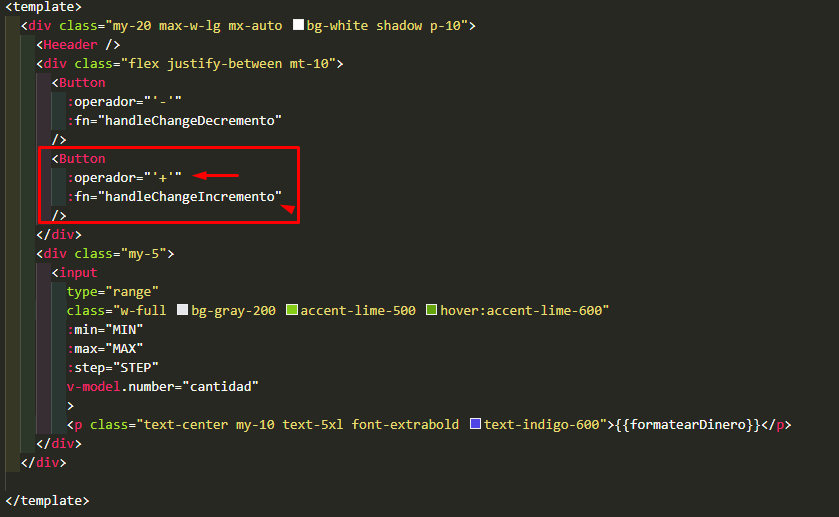 <template>
<div class="my-20 max-w-lg mx-auto bg-white shadow p-10">
<Heeader />
<div class="flex justify-between mt-10">
<Button
:operador="'-'"
:fn="handleChangeDecremento"
/>
<Button
:operador="'+'"
:fn="handleChangeIncremento"
/>
</div>
<div class="my-5">
<input
type="range"
class="w-full bg-gray-200 accent-lime-500 hover:accent-lime-600"
:min="MIN"
:max="MAX"
:step="STEP"
v-model.number="cantidad"
>
<p class="text-center my-10 text-5xl font-extrabold text-indigo-600">{{formatearDinero}}</p>
</div>
</div>
</template>